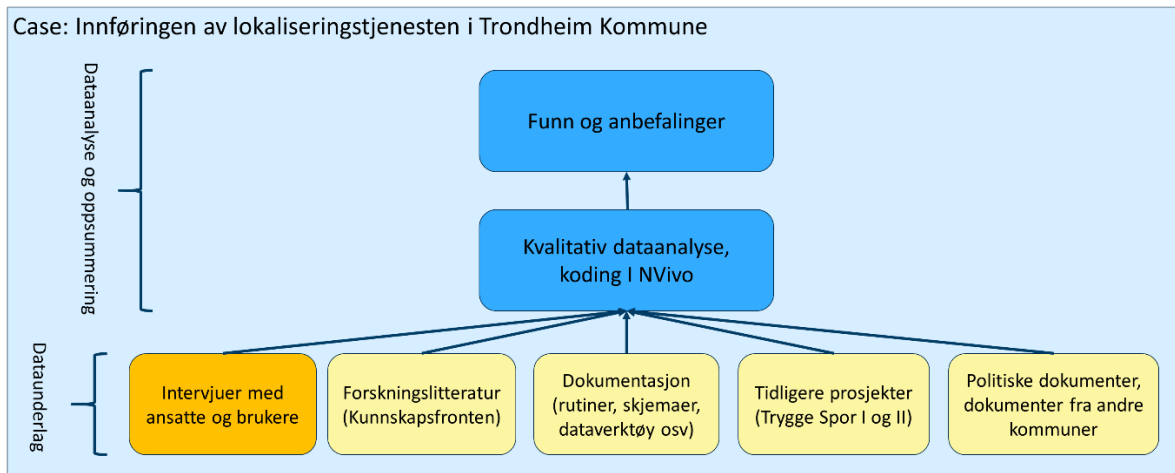 Case: Innføringen av lokaliseringstjenesten i Trondheim Kommune
Dataanalyse og oppsummering
Funn og anbefalinger
Kvalitativ dataanalyse,
koding I NVivo
Dataunderlag
Intervjuer med
ansatte og brukere
Forskningslitteratur
(Kunnskapsfronten)
Dokumentasjon
(rutiner, skjemaer,
dataverktøy osv)
Tidligere prosjekter
(Trygge Spor I og II)
Politiske dokumenter,
dokumenter fra andre
kommuner